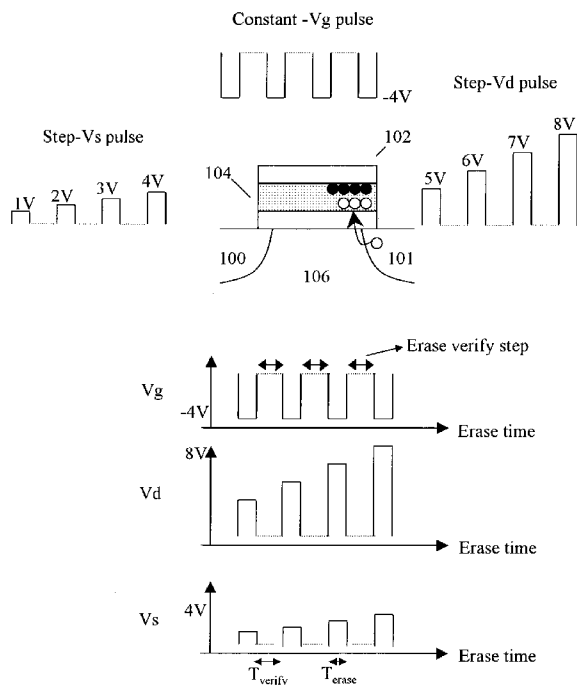 Constant -Vg pulse
-4V
Step-Vd pulse
5V
6V
7V
8V
Step-Vs pulse
1V
2V
3V
4V
102
104
100
106
101
Erase verify step
Vg
-4V
Erase time
8V
Vd
Erase time
4V
Vs
Erase time
Tverify
Terase